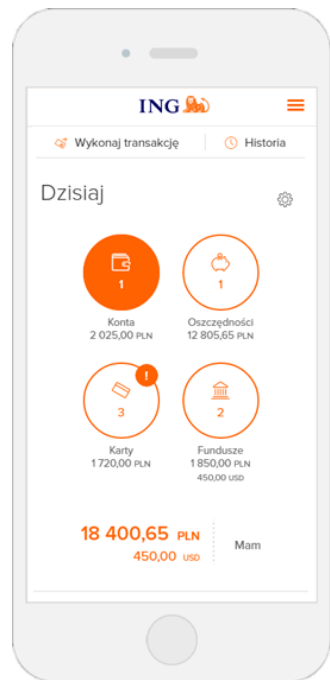 ING
Wykonaj transakcję
Historia
Dzisiaj
1
Konta
2 025,00 PLN
1
Oszczędności
12 805,65 PLN
!
3
Karty
1 720,00 PLN
2
Fundusze
1 850,00 PLN
450,00 USD
18 400,65 PLN
450,00 USD
Mam